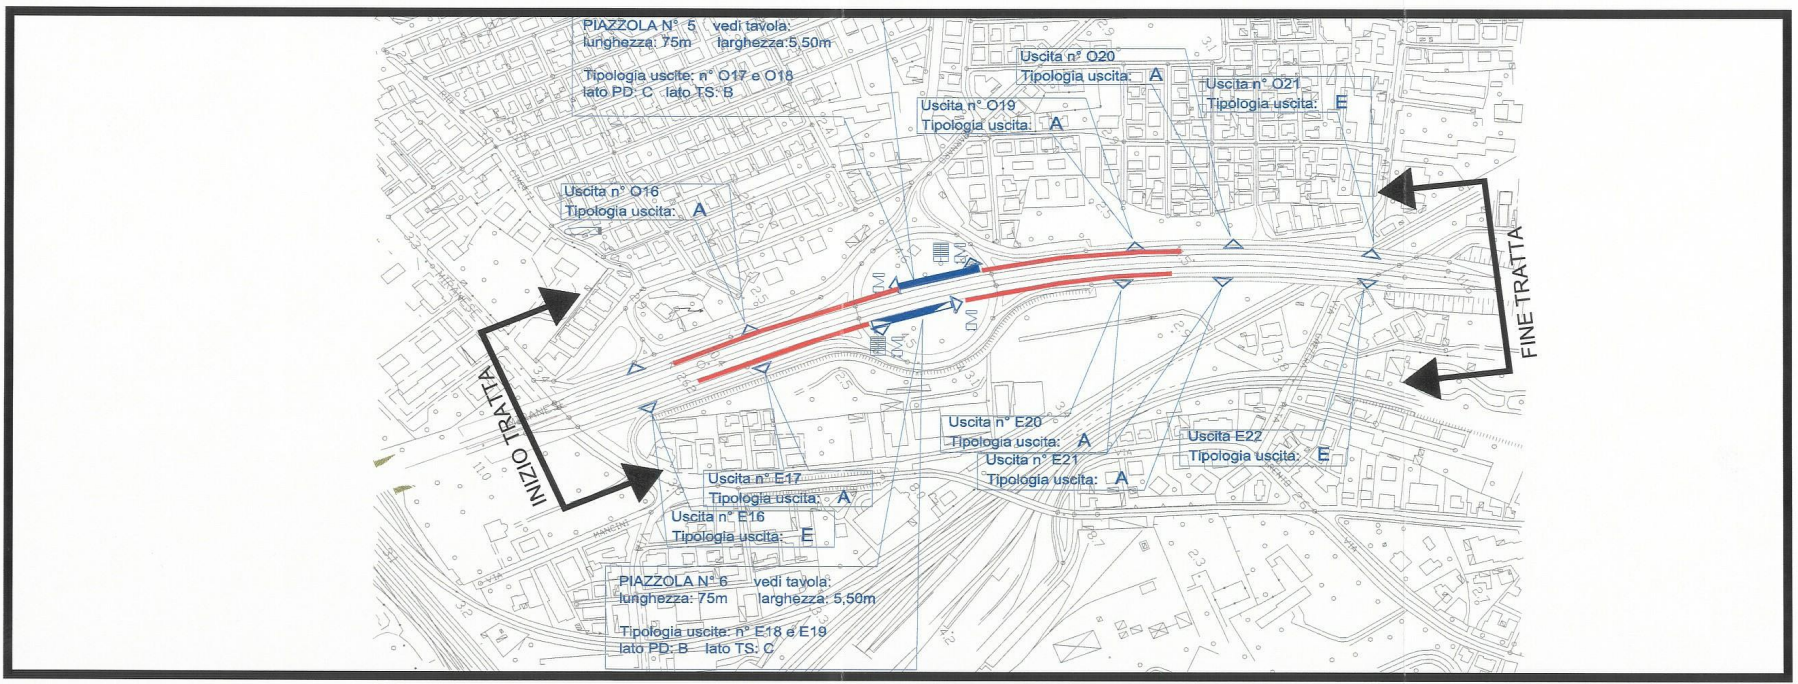 PIAZZOLA N° 5 vedi tavola:
lunghezza: 75m larghezza:5,50m
Tipologia uscite: n° O17 e O18
lato PD: C lato TS: B
Uscita n° O20
Tipologia uscita: A
Uscita n° O21
Tipologia uscita: E
Uscita n° O19
Tipologia uscita: A
Uscita n° O16
Tipologia uscita: A
INIZIO TRATTA
FINE TRATTA
Uscita n° E20
Tipologia uscita: A
Uscita E22
Tipologia uscita: E
Uscita n° E21
Tipologia uscita: A
Uscita n° E17
Tipologia uscita: A
Uscita n° E16
Tipologia uscita: E
PIAZZOLA N° 6 vedi tavola:
lunghezza: 75m larghezza: 5,50m
Tipologia uscite: n° E18 e E19
lato PD: B lato TS: C
MANCINI
VIA
VIA